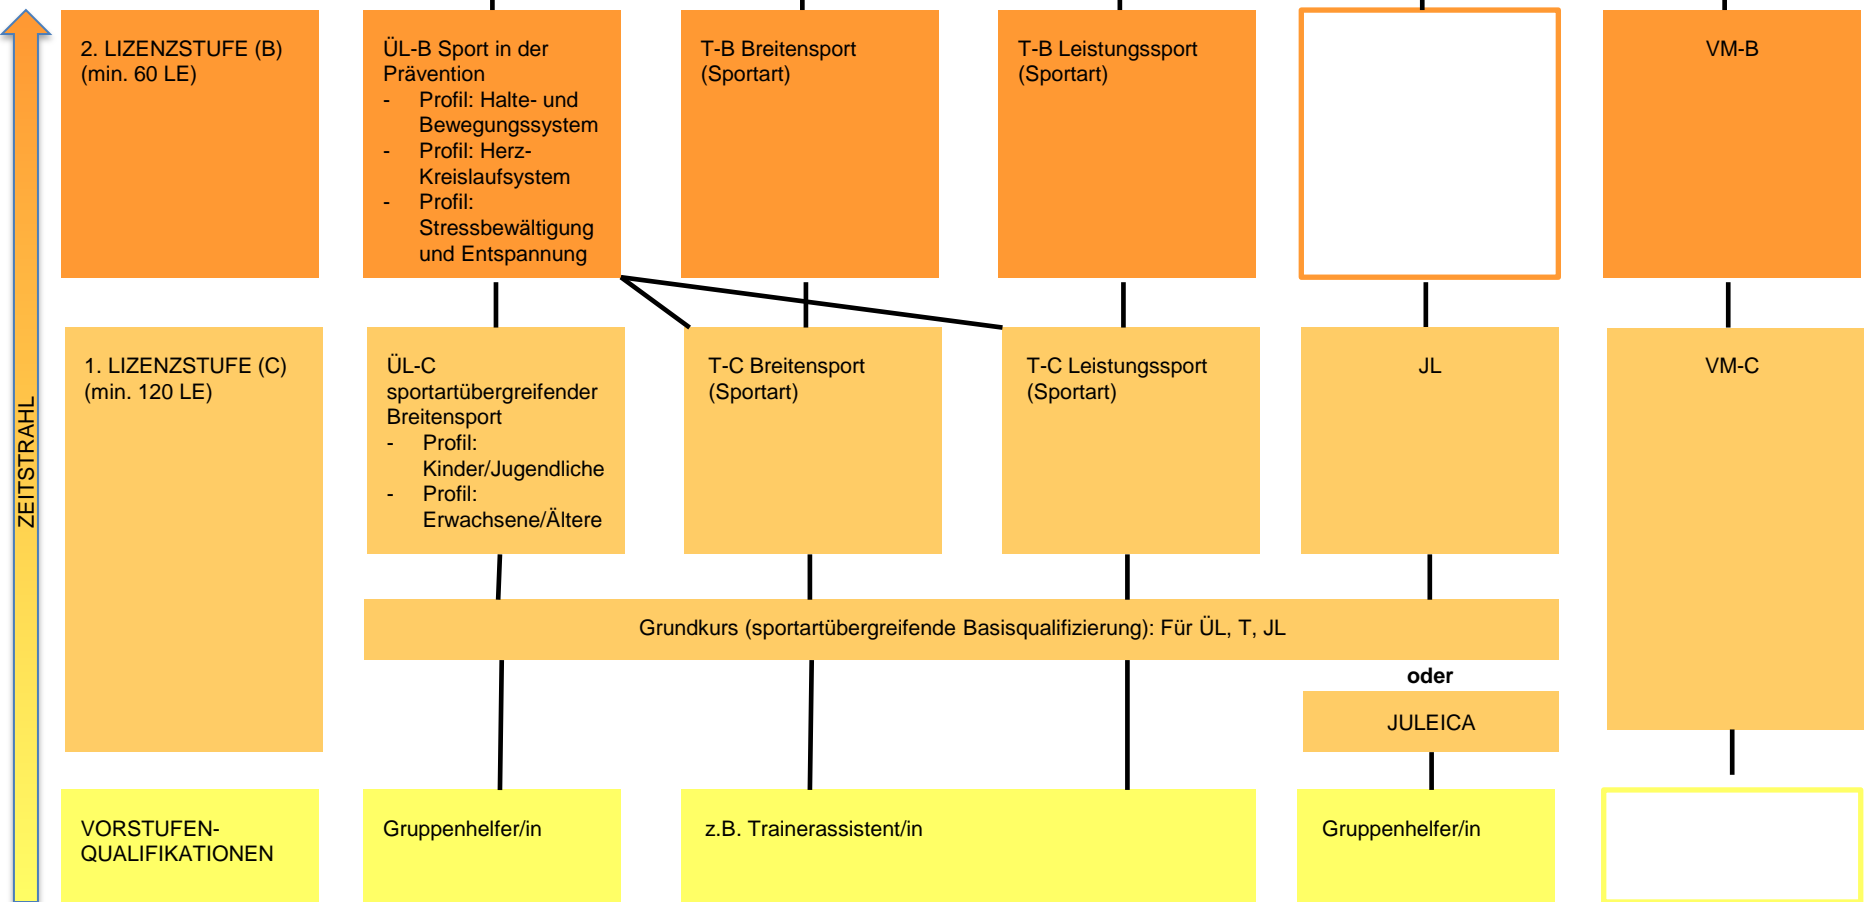 2. LIZENZSTUFE (B)
(min. 60 LE)
ÜL-B Sport in der
Prävention
- Profil: Halte- und
Bewegungssystem
- Profil: Herz-
Kreislaufsystem
- Profil:
Stressbewältigung
und Entspannung
T-B Breitensport
(Sportart)
T-B Leistungssport
(Sportart)
VM-B
ZEITSTRAHL
1. LIZENZSTUFE (C)
(min. 120 LE)
ÜL-C
sportartübergreifender
Breitensport
- Profil:
Kinder/Jugendliche
- Profil:
Erwachsene/Ältere
T-C Breitensport
(Sportart)
T-C Leistungssport
(Sportart)
JL
VM-C
Grundkurs (sportartübergreifende Basisqualifizierung): Für ÜL, T, JL
oder
JULEICA
VORSTUFEN-
QUALIFIKATIONEN
Gruppenhelfer/in
z.B. Trainerassistent/in
Gruppenhelfer/in